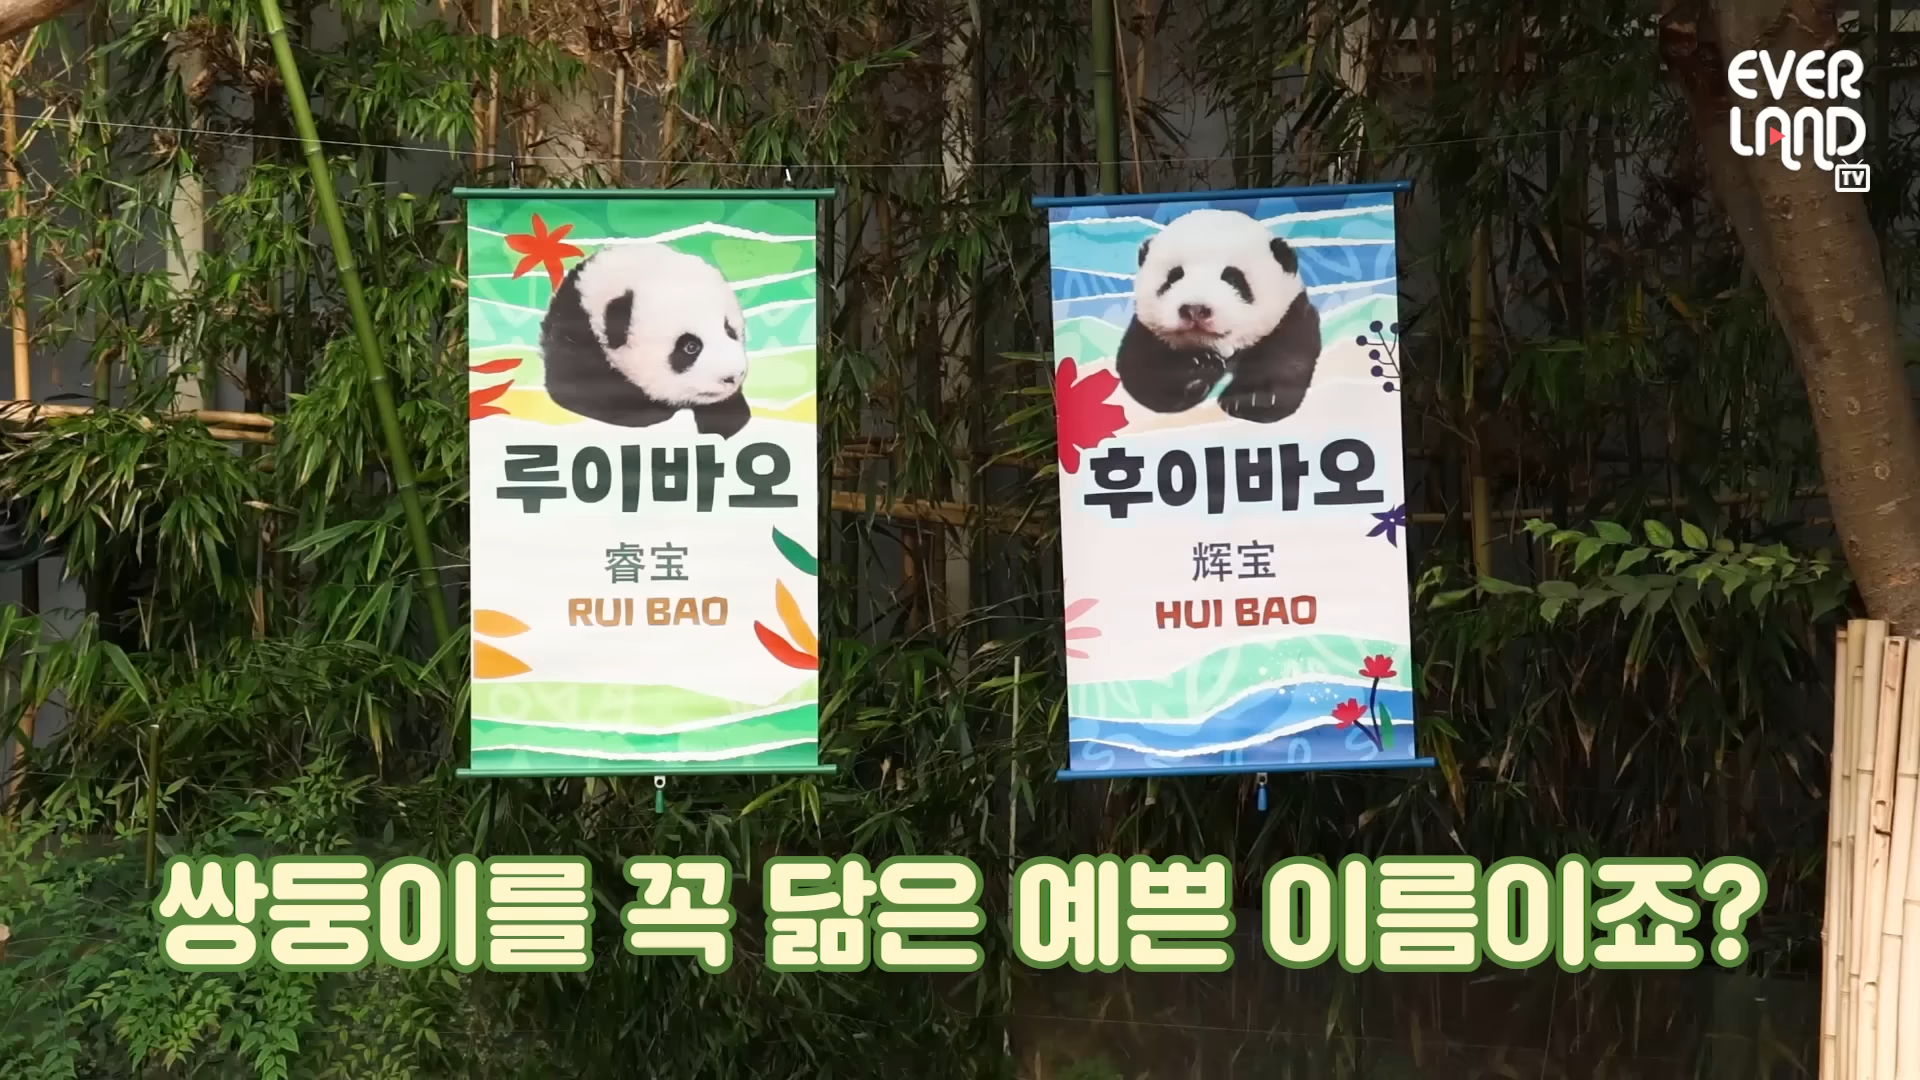 EVER
LAND
TV
루이바오
睿宝
RUI BAO
후이바오
辉宝
HUI BAO
쌍둥이를 꼭 닮은 예쁜 이름이죠?